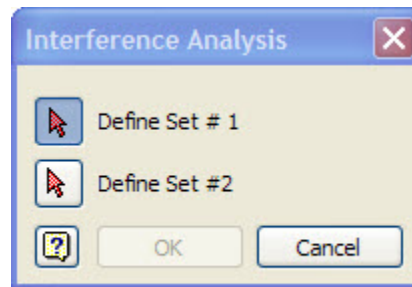 Interference Analysis
Define Set # 1
Define Set #2
? OK Cancel